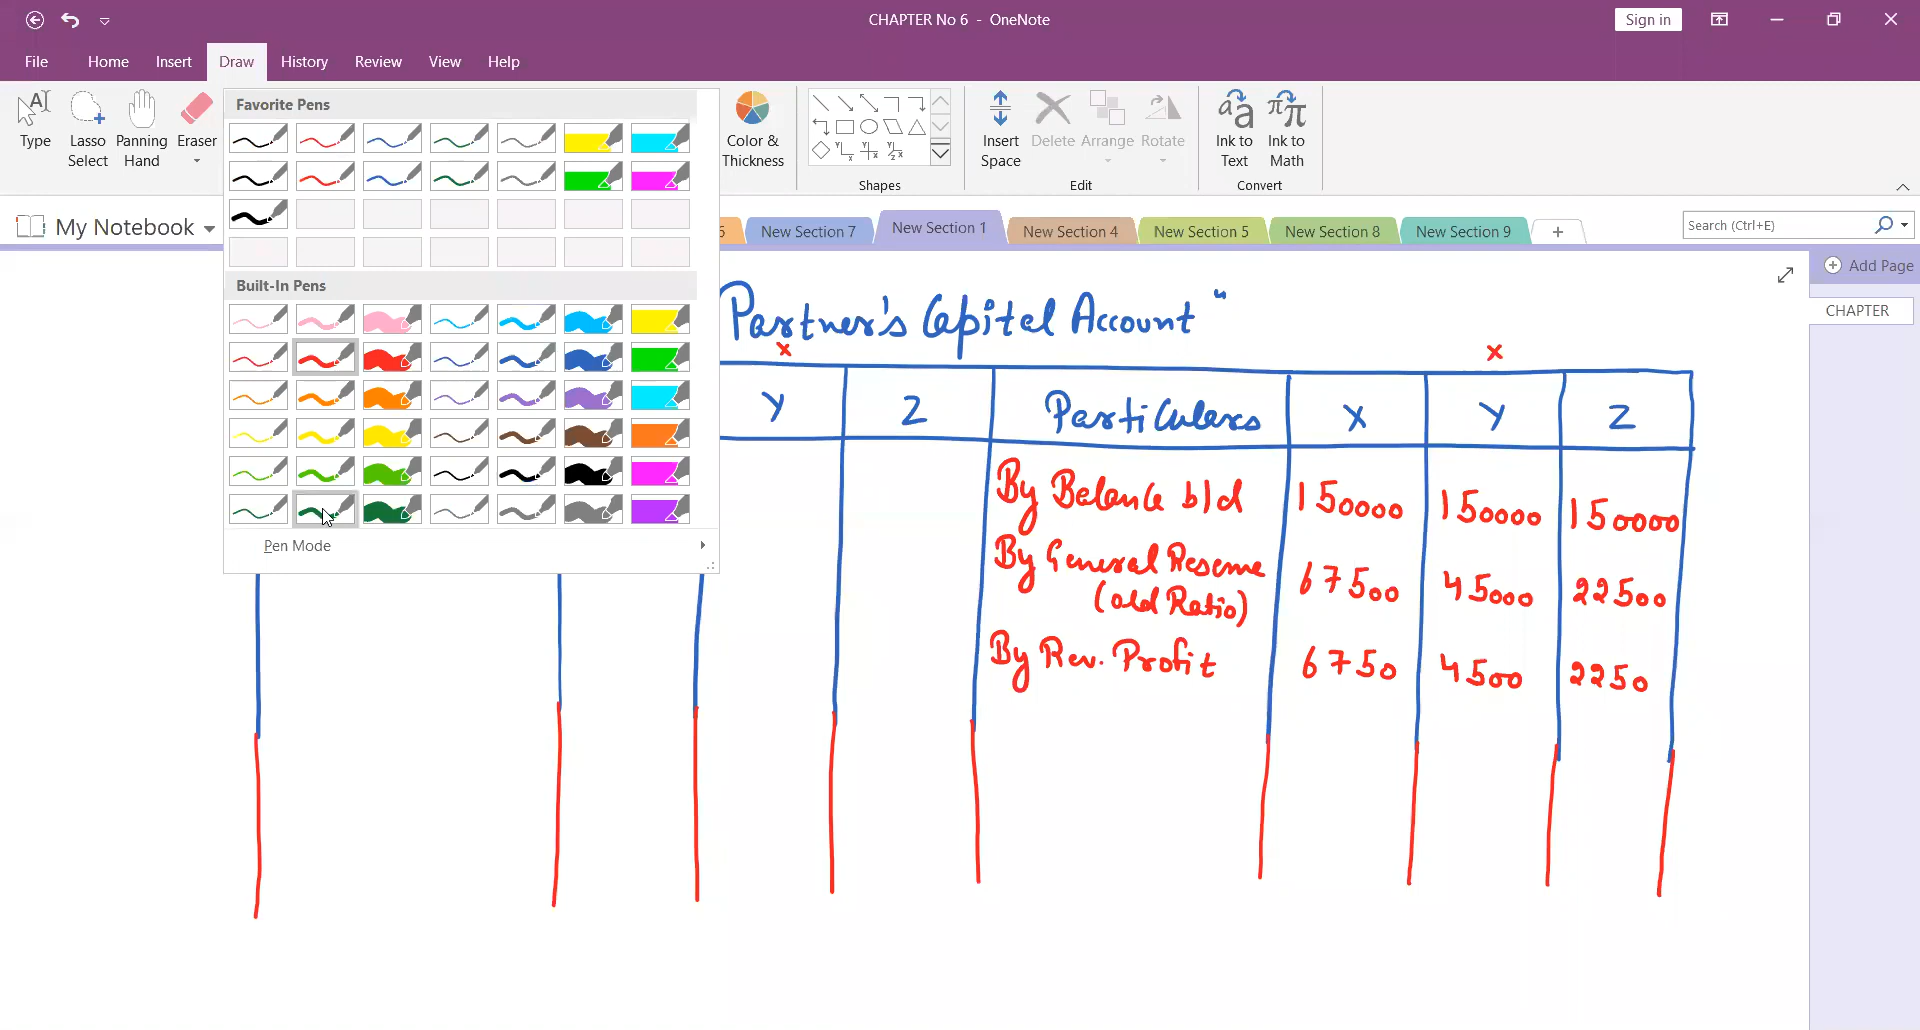 CHAPTER No 6 - OneNote
Sign in
File Home Insert Draw History Review View Help
Type
Lasso Select
Panning Hand
Eraser
Favorite Pens
Built-In Pens
Pen Mode
Color & Thickness
Shapes
Insert Space
Delete
Arrange
Rotate
Edit
Ink to Text
Ink to Math
Convert
My Notebook
6 New Section 7 New Section 1 New Section 4 New Section 5 New Section 8 New Section 9 +
Search (Ctrl+E)
Add Page
CHAPTER
Partner's Capital Account "
x x
Y Z Particulars X Y Z
By Balance b/d 150000 150000 150000
By General Reserve 67500 45000 22500
(old Ratio)
By Rev. Profit 6750 4500 2250